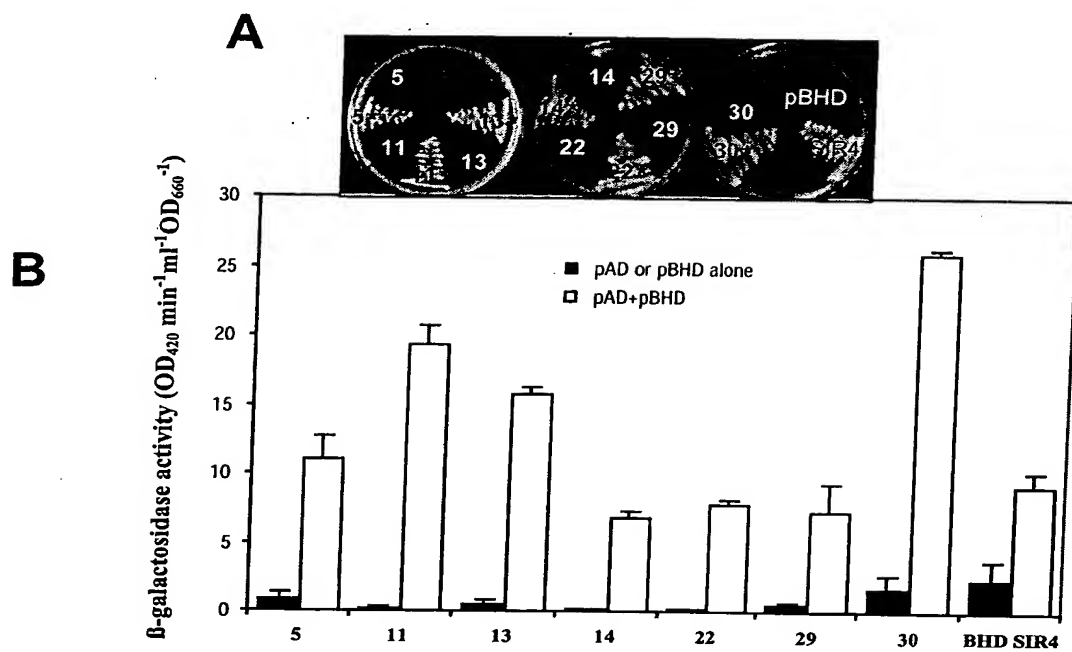 A
5
11
13
14
29
22
29
30
pBHD
SIR4
B
30
25
20
15
10
5
0
ß-galactosidase activity (OD420 min-1ml-1OD660-1)
pAD or pBHD alone
pAD+pBHD
5 11 13 14 22 29 30 BHD SIR4